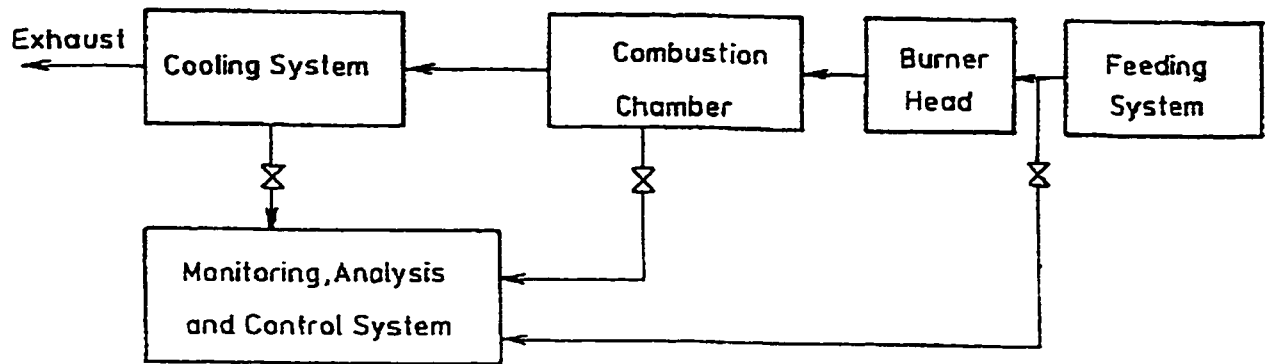 Exhaust
Cooling System
Combustion
Chamber
Burner
Head
Feeding
System
Monitoring, Analysis
and Control System